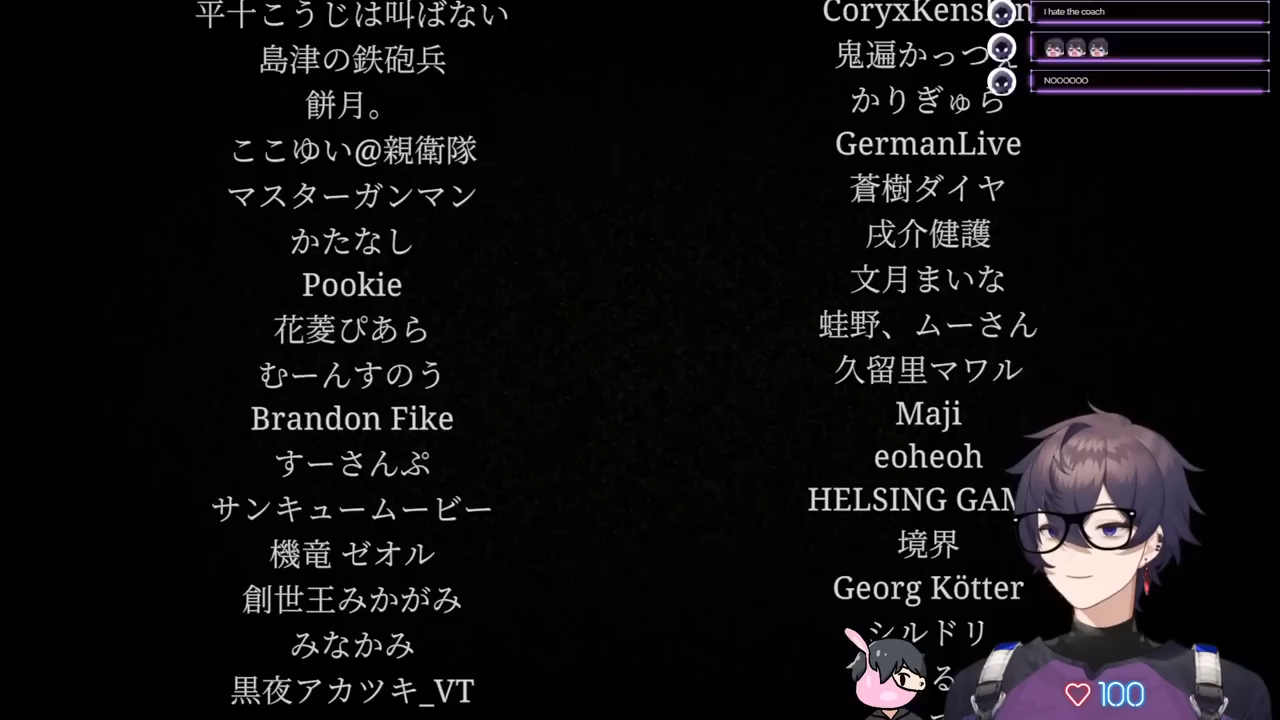 平十こうじは叫ばない
島津の鉄砲兵
餅月。
ここゆい@親衛隊
マスターガンマン
かたなし
Pookie
花菱ぴあら
むーんすのう
Brandon Fike
すーさんぷ
サンキュームービー
機竜 ゼオル
創世王みかがみ
みなかみ
黒夜アカツキ_VT
鬼遍かっつぇ
かりぎゅら
GermanLive
蒼樹ダイヤ
戌介健護
文月まいな
蛙野、ムーさん
久留里マワル
Maji
eoheoh
HELSING
境界
Georg Kötter
シルドリ
I hate the coach
NOOOOOO
100